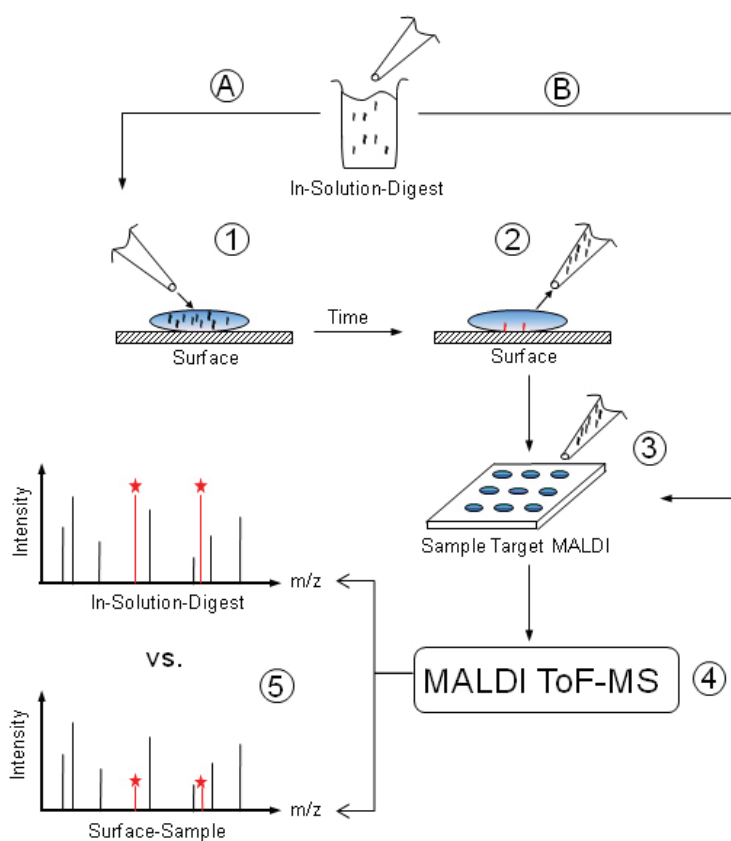 A
B
In-Solution-Digest
1
2
Surface
Time
Surface
3
Sample Target MALDI
Intensity
m/z
In-Solution-Digest
vs.
5
MALDI ToF-MS
4
Intensity
m/z
Surface-Sample